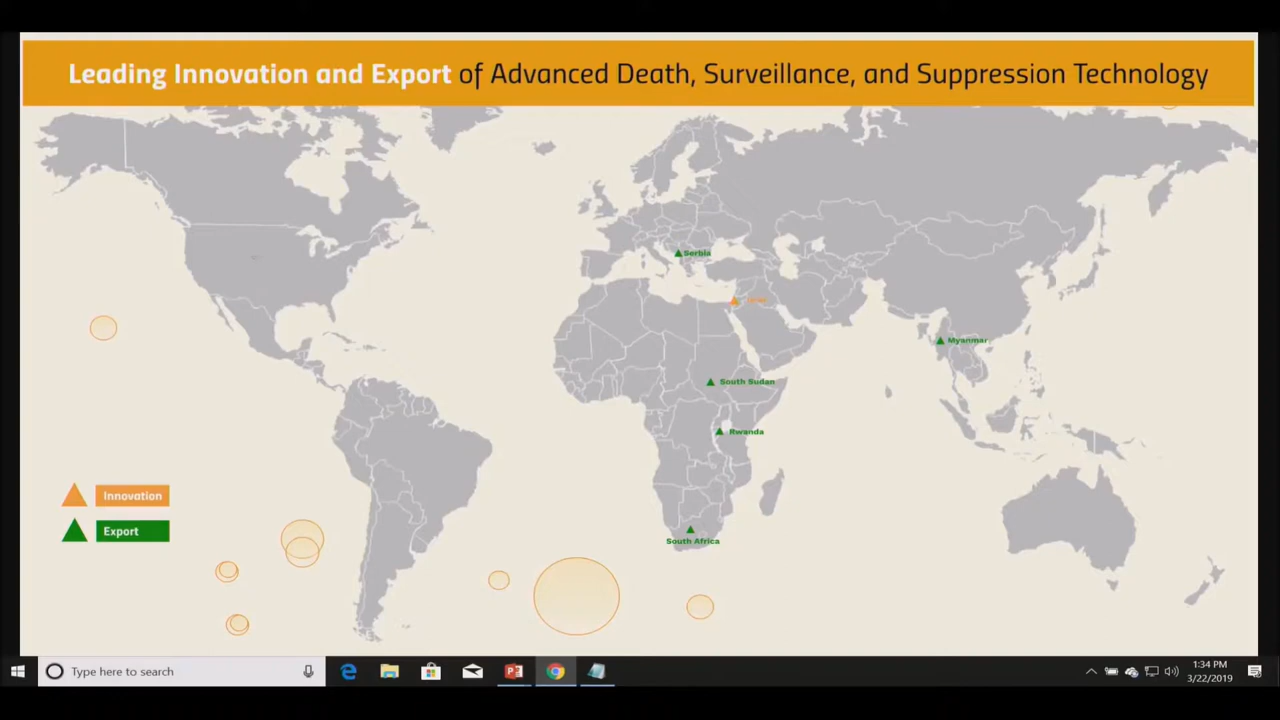 Leading Innovation and Export of Advanced Death, Surveillance, and Suppression Technology
Serbia
Myanmar
South Sudan
Rwanda
Innovation
Export
South Africa
Type here to search
1:34 PM
3/22/2019